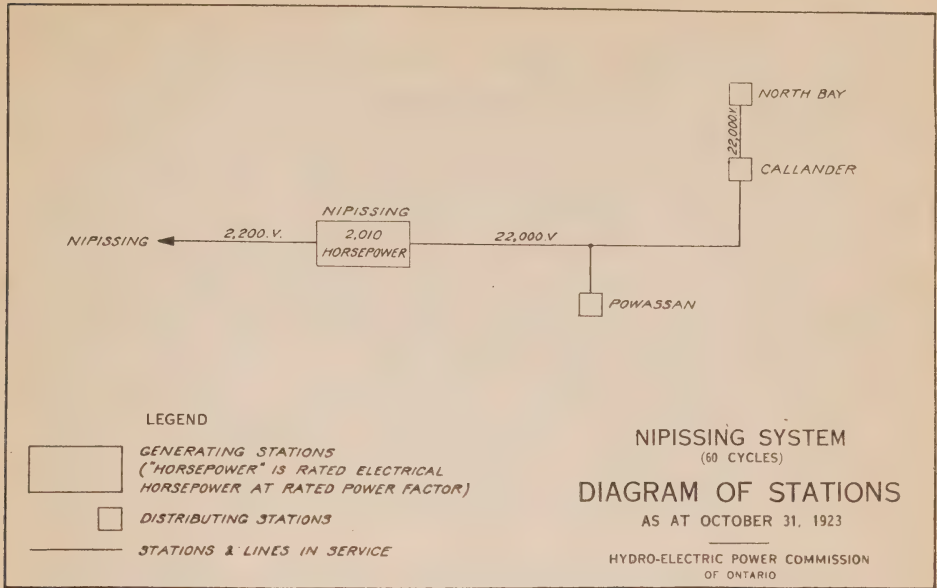 NORTH BAY
22,000.V
CALLANDER
NIPISSING
2,200.V.
NIPISSING
2,010
HORSEPOWER
22,000.V
POWASSAN
LEGEND
GENERATING STATIONS
("HORSEPOWER" IS RATED ELECTRICAL
HORSEPOWER AT RATED POWER FACTOR)
DISTRIBUTING STATIONS
STATIONS & LINES IN SERVICE
NIPISSING SYSTEM
(60 CYCLES)
DIAGRAM OF STATIONS
AS AT OCTOBER 31, 1923
HYDRO-ELECTRIC POWER COMMISSION
OF ONTARIO